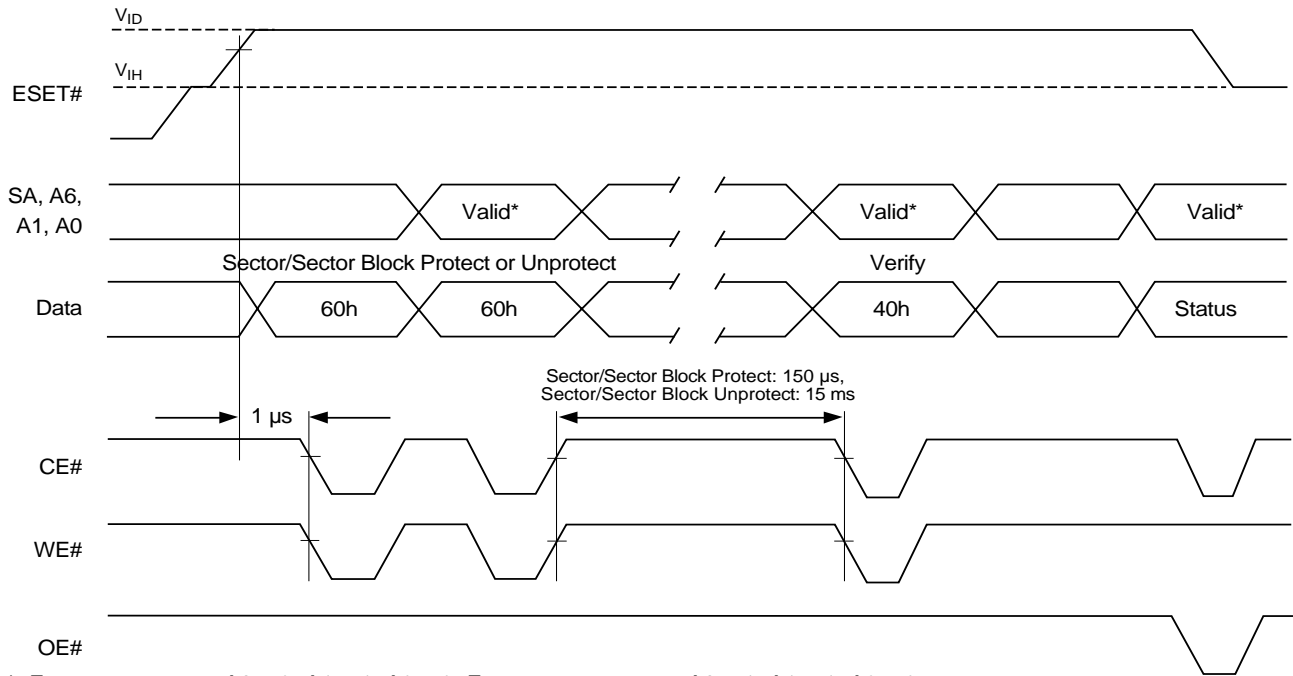 VID
VIH
ESET#
SA, A6,
A1, A0
Valid* Valid* Valid*
Sector/Sector Block Protect or Unprotect Verify
Data 60h 60h 40h Status
Sector/Sector Block Protect: 150 µs,
Sector/Sector Block Unprotect: 15 ms
1 µs
CE#
WE#
OE#